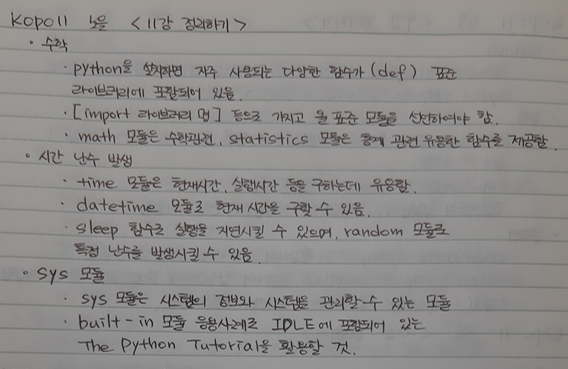 Kopo11 노을 <11강 정리하기>
· 수학
· python을 설치하면 자주 사용되는 다양한 함수가 (def) 표준
라이브러리에 포함되어 있음.
· [import 라이브러리 명] 등으로 가지고 올 표준 모듈을 선언하여야 함.
· math 모듈은 수학관련, statistics 모듈은 통계 관련 유용한 함수를 제공함.
· 시간 난수 발생
· time 모듈은 현재시간, 실행시간 등을 구하는데 유용함.
· datetime 모듈로 현재 시간을 구할 수 있음.
· sleep 함수로 실행을 지연시킬 수 있으며, random 모듈로
특정 난수를 발생시킬 수 있음.
· sys 모듈
· sys 모듈은 시스템의 정보와 시스템을 관리할 수 있는 모듈
· built-in 모듈 응용사례로 IDLE에 포함되어 있는
The Python Tutorial을 활용할 것.